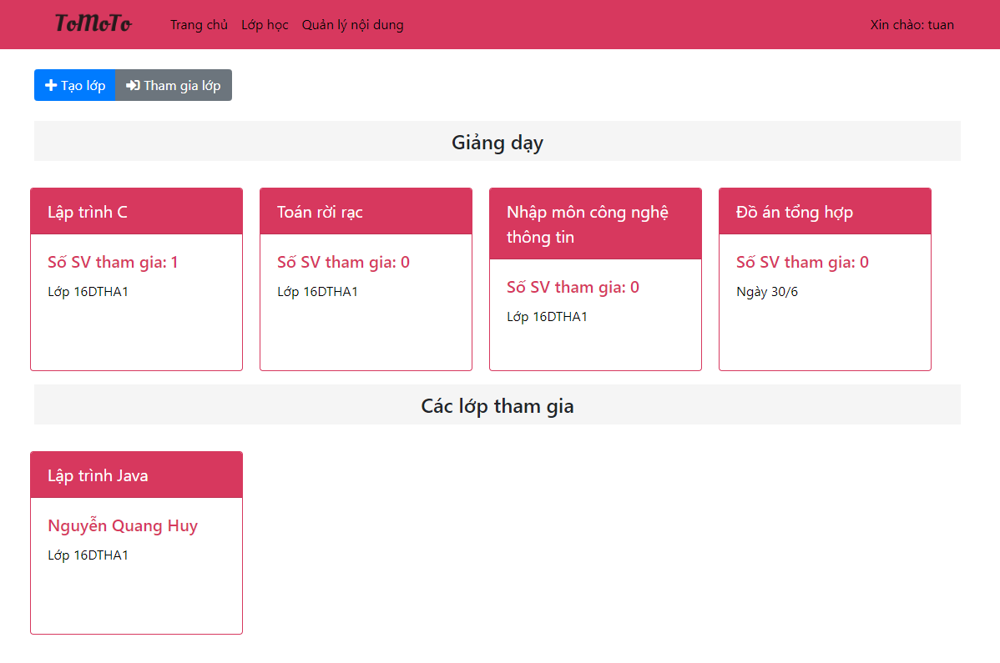 ToMoTo Trang chủ Lớp học Quản lý nội dung Xin chào: tuan
Tạo lớp Tham gia lớp
Giảng dạy
Lập trình C
Số SV tham gia: 1
Lớp 16DTHA1
Toán rời rạc
Số SV tham gia: 0
Lớp 16DTHA1
Nhập môn công nghệ
thông tin
Số SV tham gia: 0
Lớp 16DTHA1
Đồ án tổng hợp
Số SV tham gia: 0
Ngày 30/6
Các lớp tham gia
Lập trình Java
Nguyễn Quang Huy
Lớp 16DTHA1